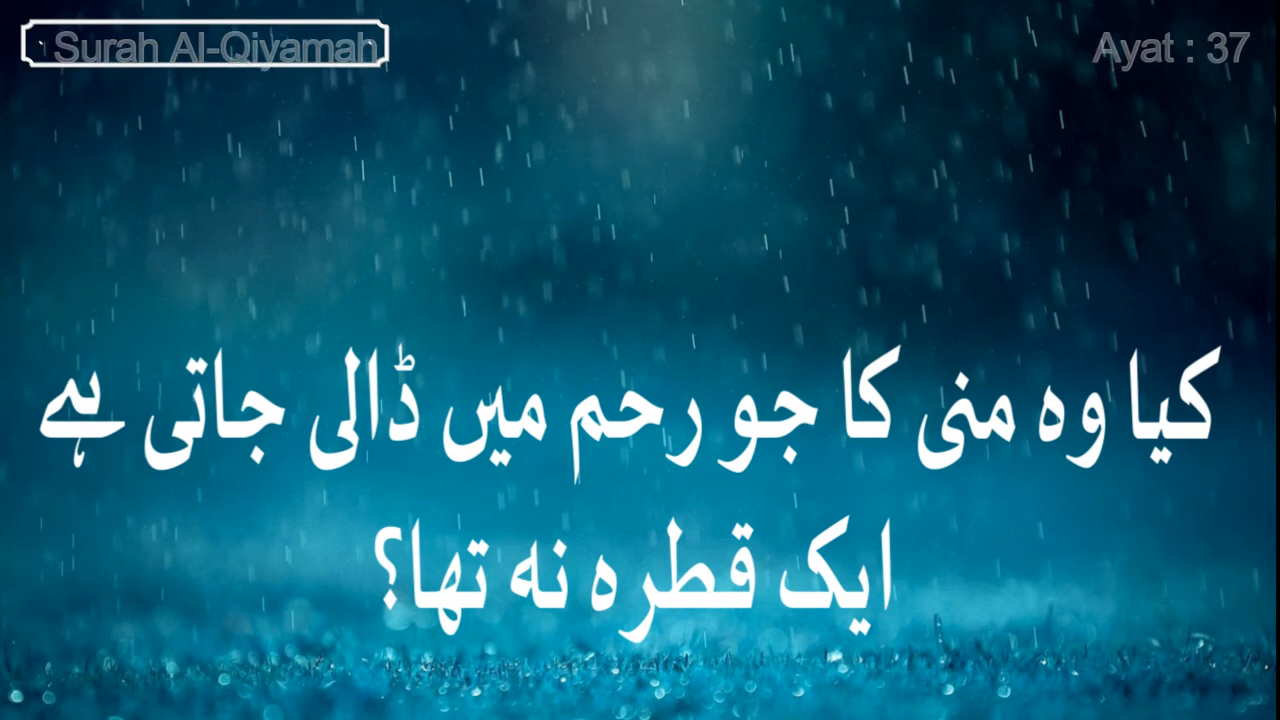 Surah Al-Qiyamah
Ayat : 37
کیا وہ منی کا جو رحم میں ڈالی جاتی ہے
ایک قطرہ نہ تھا؟